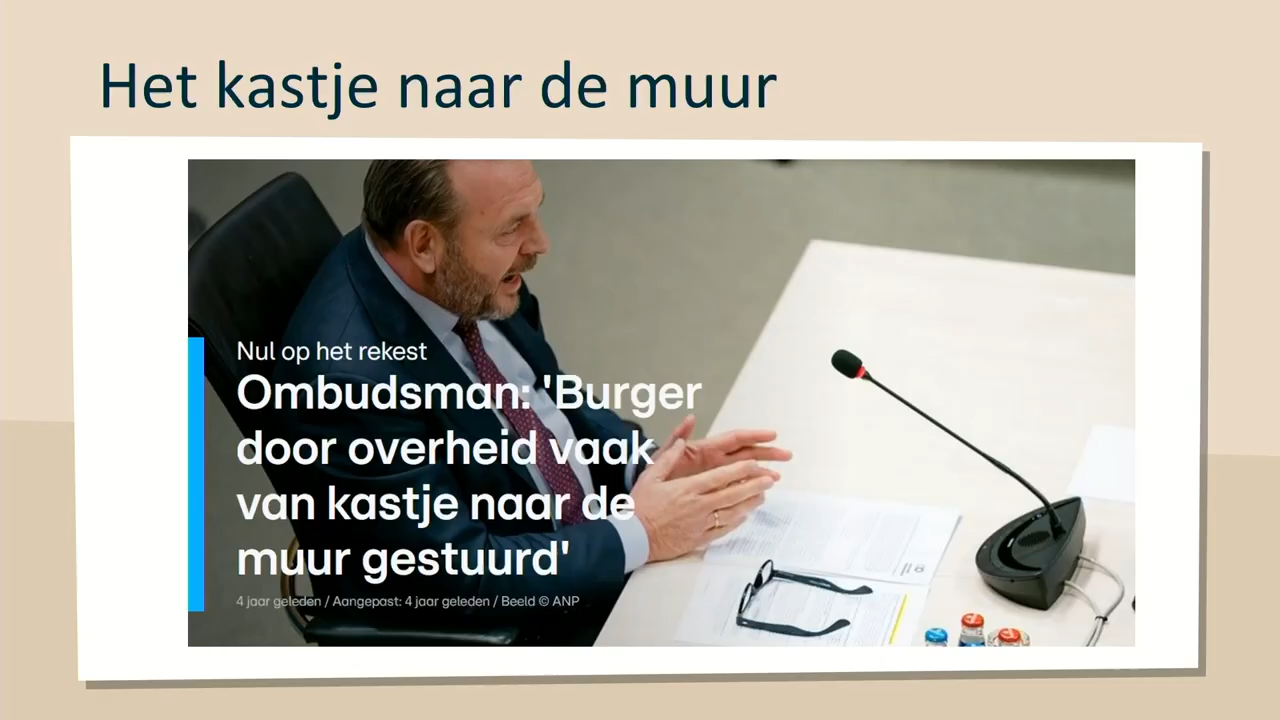 Het kastje naar de muur
Nul op het rekest
Ombudsman: 'Burger
door overheid vaak
van kastje naar de
muur gestuurd'
4 jaar geleden / Aangepast: 4 jaar geleden / Beeld © ANP